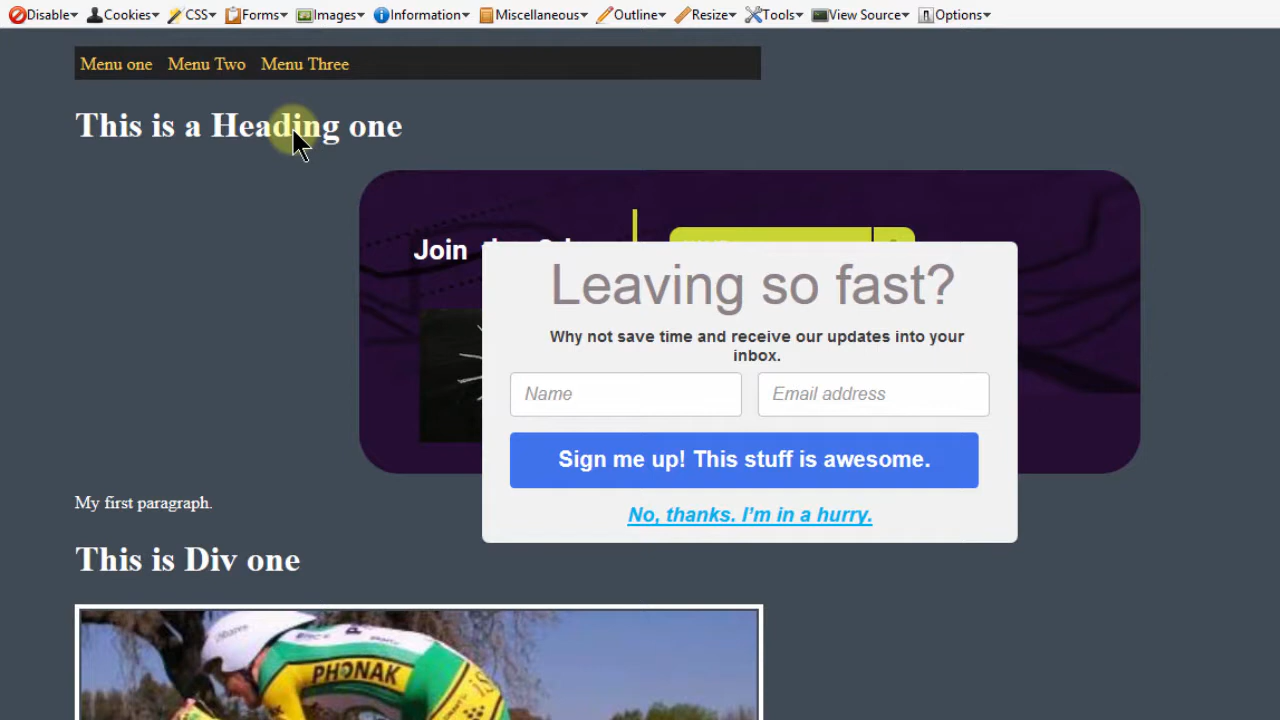 Disable Cookies CSS Forms Images Information Miscellaneous Outline Resize Tools View Source Options
Menu one Menu Two Menu Three
This is a Heading one
Join
Leaving so fast?
Why not save time and receive our updates into your
inbox.
Name Email address
Sign me up! This stuff is awesome.
No, thanks. I'm in a hurry.
My first paragraph.
This is Div one
PHONAK